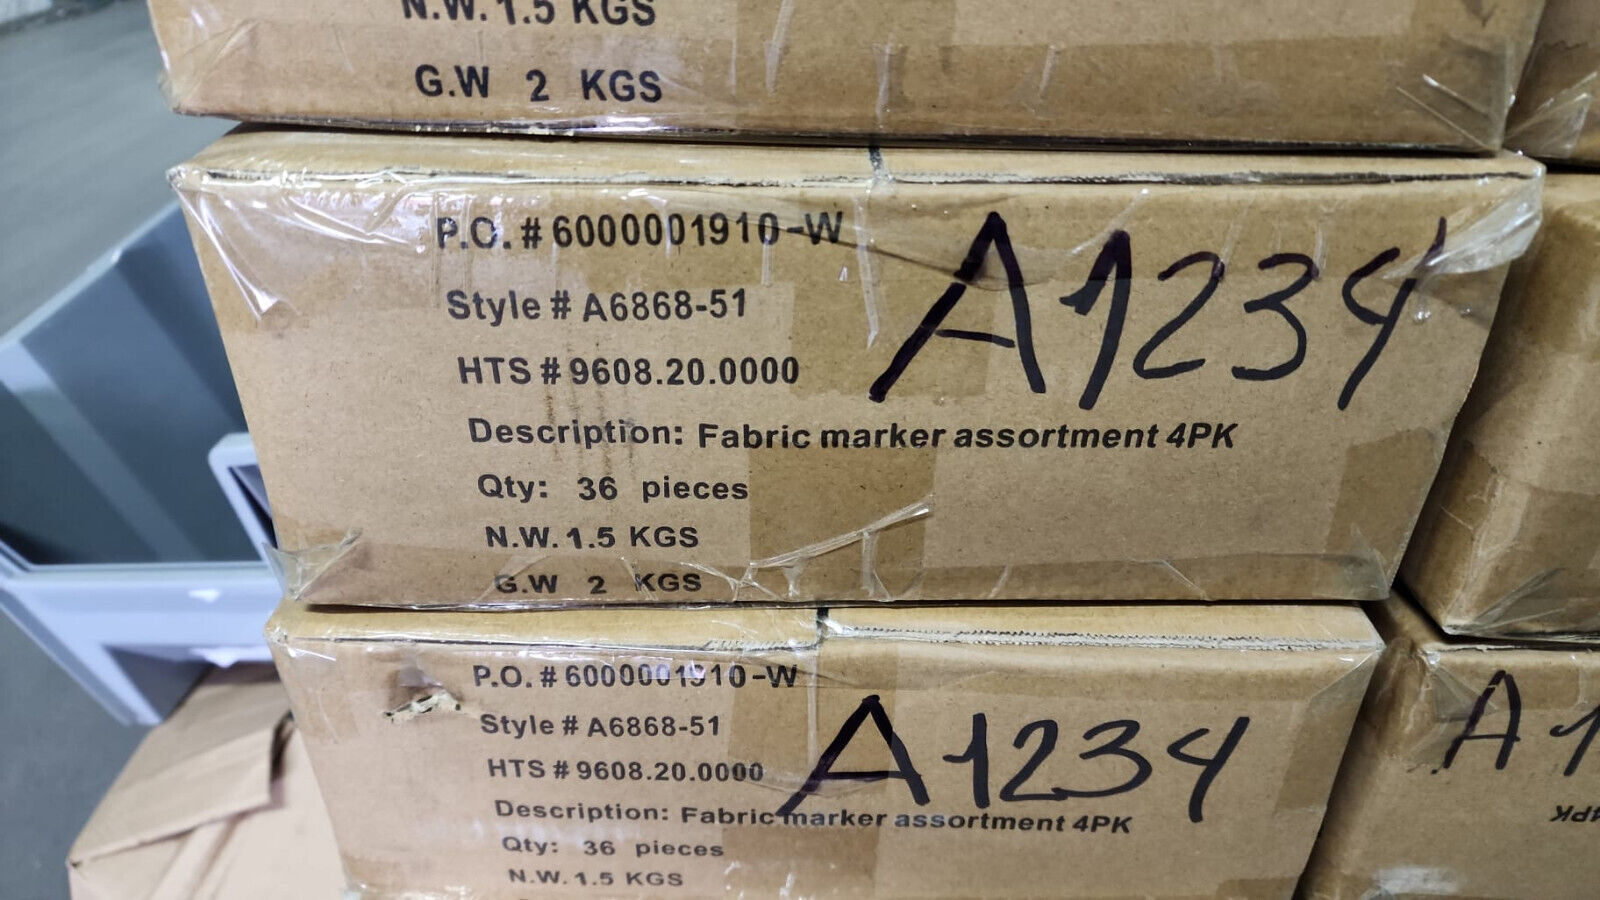 N.W. 1.5 KGS
G.W 2 KGS
P.O. # 6000001910-W
A1234
Style # A6868-51
HTS # 9608.20.0000
Description: Fabric marker assortment 4PK
Qty: 36 pieces
N.W. 1.5 KGS
G.W 2 KGS
P.O. # 6000001910-W
Style # A6868-51
A1234
HTS # 9608.20.0000
Description: Fabric marker assortment 4PK
Qty: 36 pieces
N.W. 1.5 KGS
A1
4PK